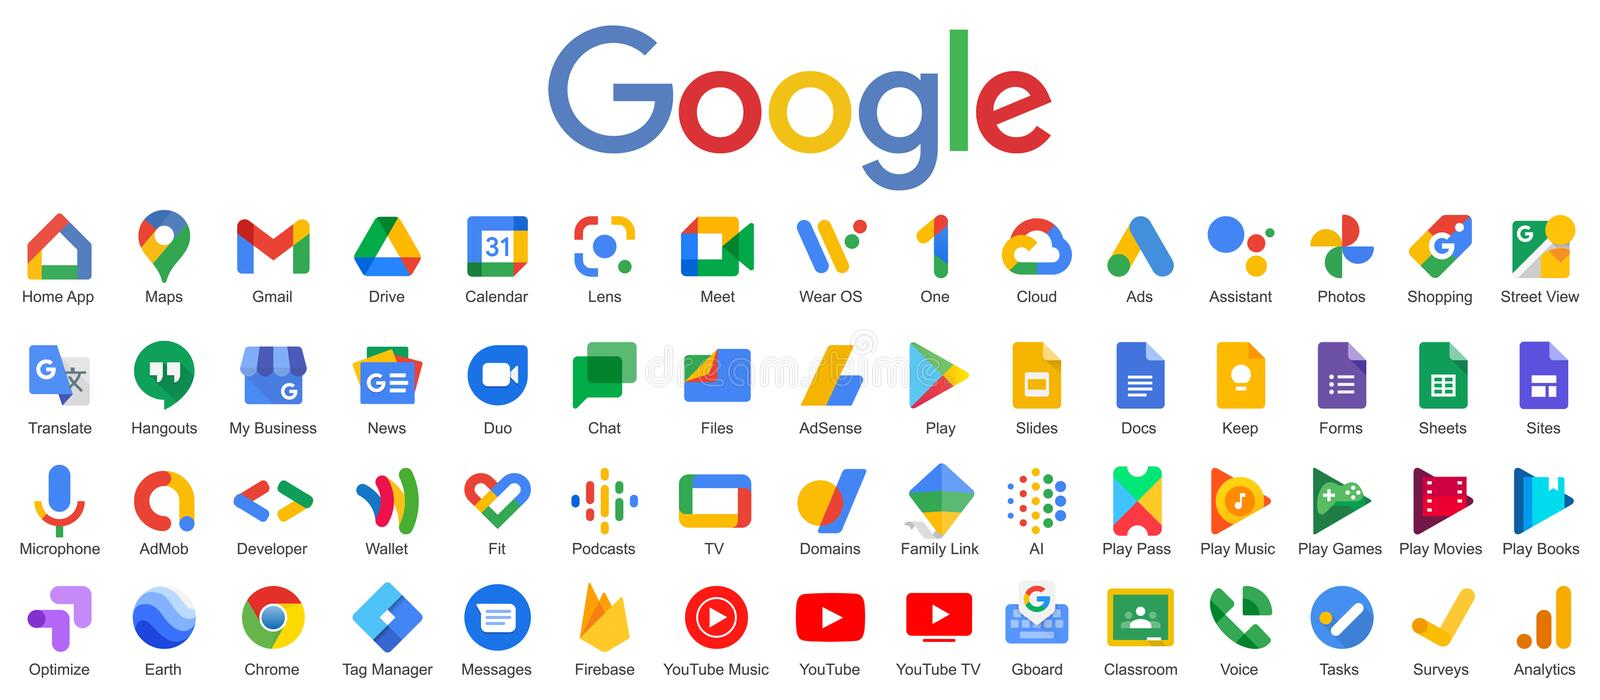 Google
31
G
G
Home App Maps Gmail Drive Calendar Lens Meet Wear OS One Cloud Ads Assistant Photos Shopping Street View
G 文
G
G
dreamstime
Translate Hangouts My Business News Duo Chat Files AdSense Play Slides Docs Keep Forms Sheets Sites
Microphone AdMob Developer Wallet Fit Podcasts TV Domains Family Link AI Play Pass Play Music Play Games Play Movies Play Books
G
Optimize Earth Chrome Tag Manager Messages Firebase YouTube Music YouTube YouTube TV Gboard Classroom Voice Tasks Surveys Analytics